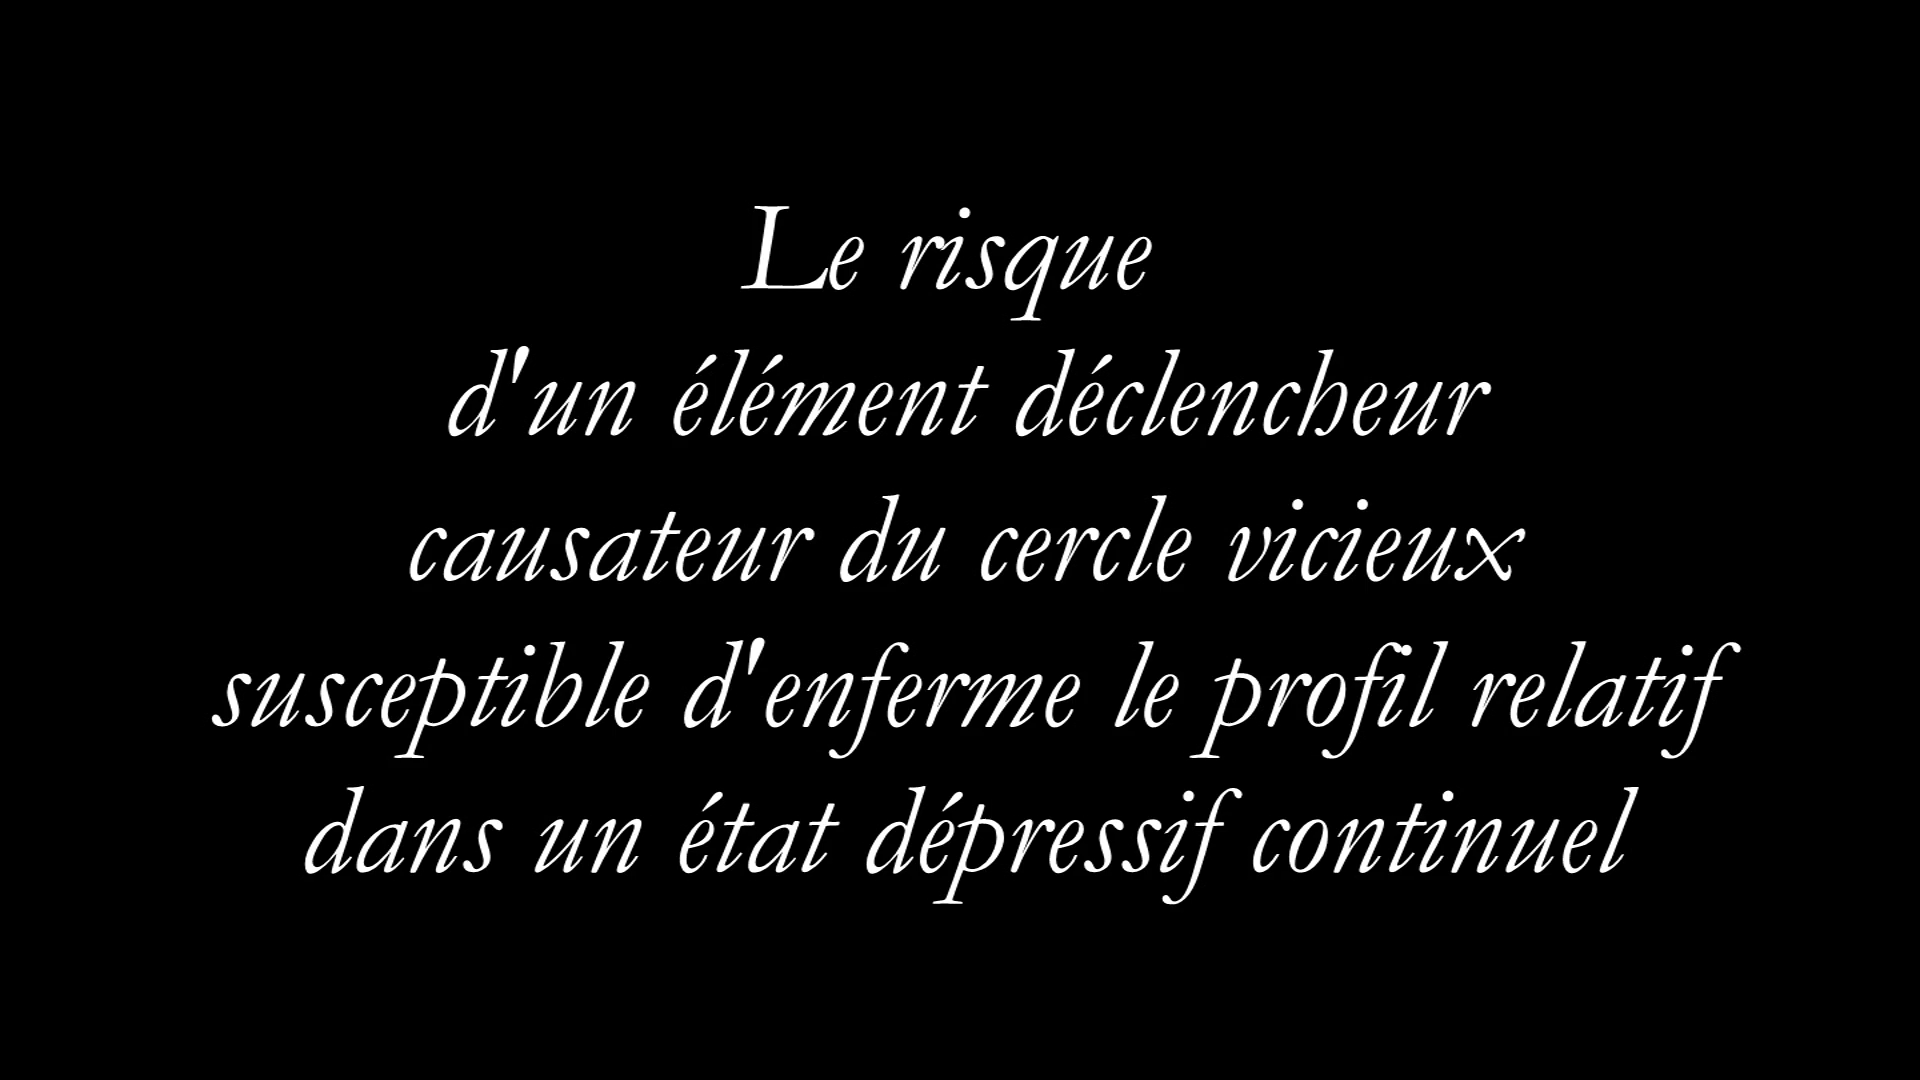 Le risque
d'un élément déclencheur
causateur du cercle vicieux
susceptible d'enferme le profil relatif
dans un état dépressif continuel